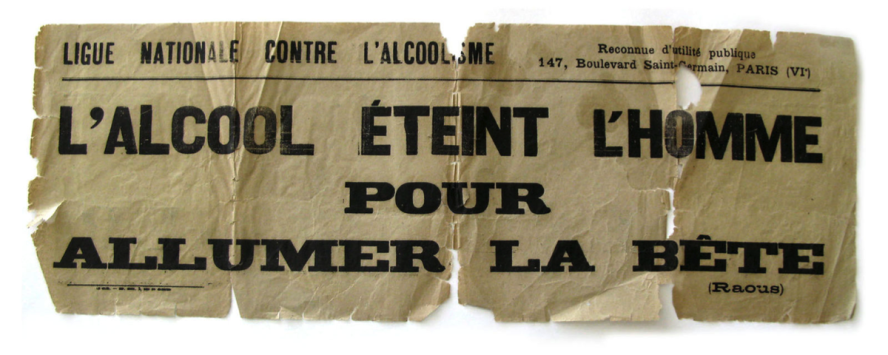 LIGUE NATIONALE CONTRE L'ALCOOLISME
Reconnue d'utilité publique
147, Boulevard Saint-Germain, PARIS (VIᵉ)
L'ALCOOL ÉTEINT L'HOMME
POUR
ALLUMER LA BÊTE
(Raous)